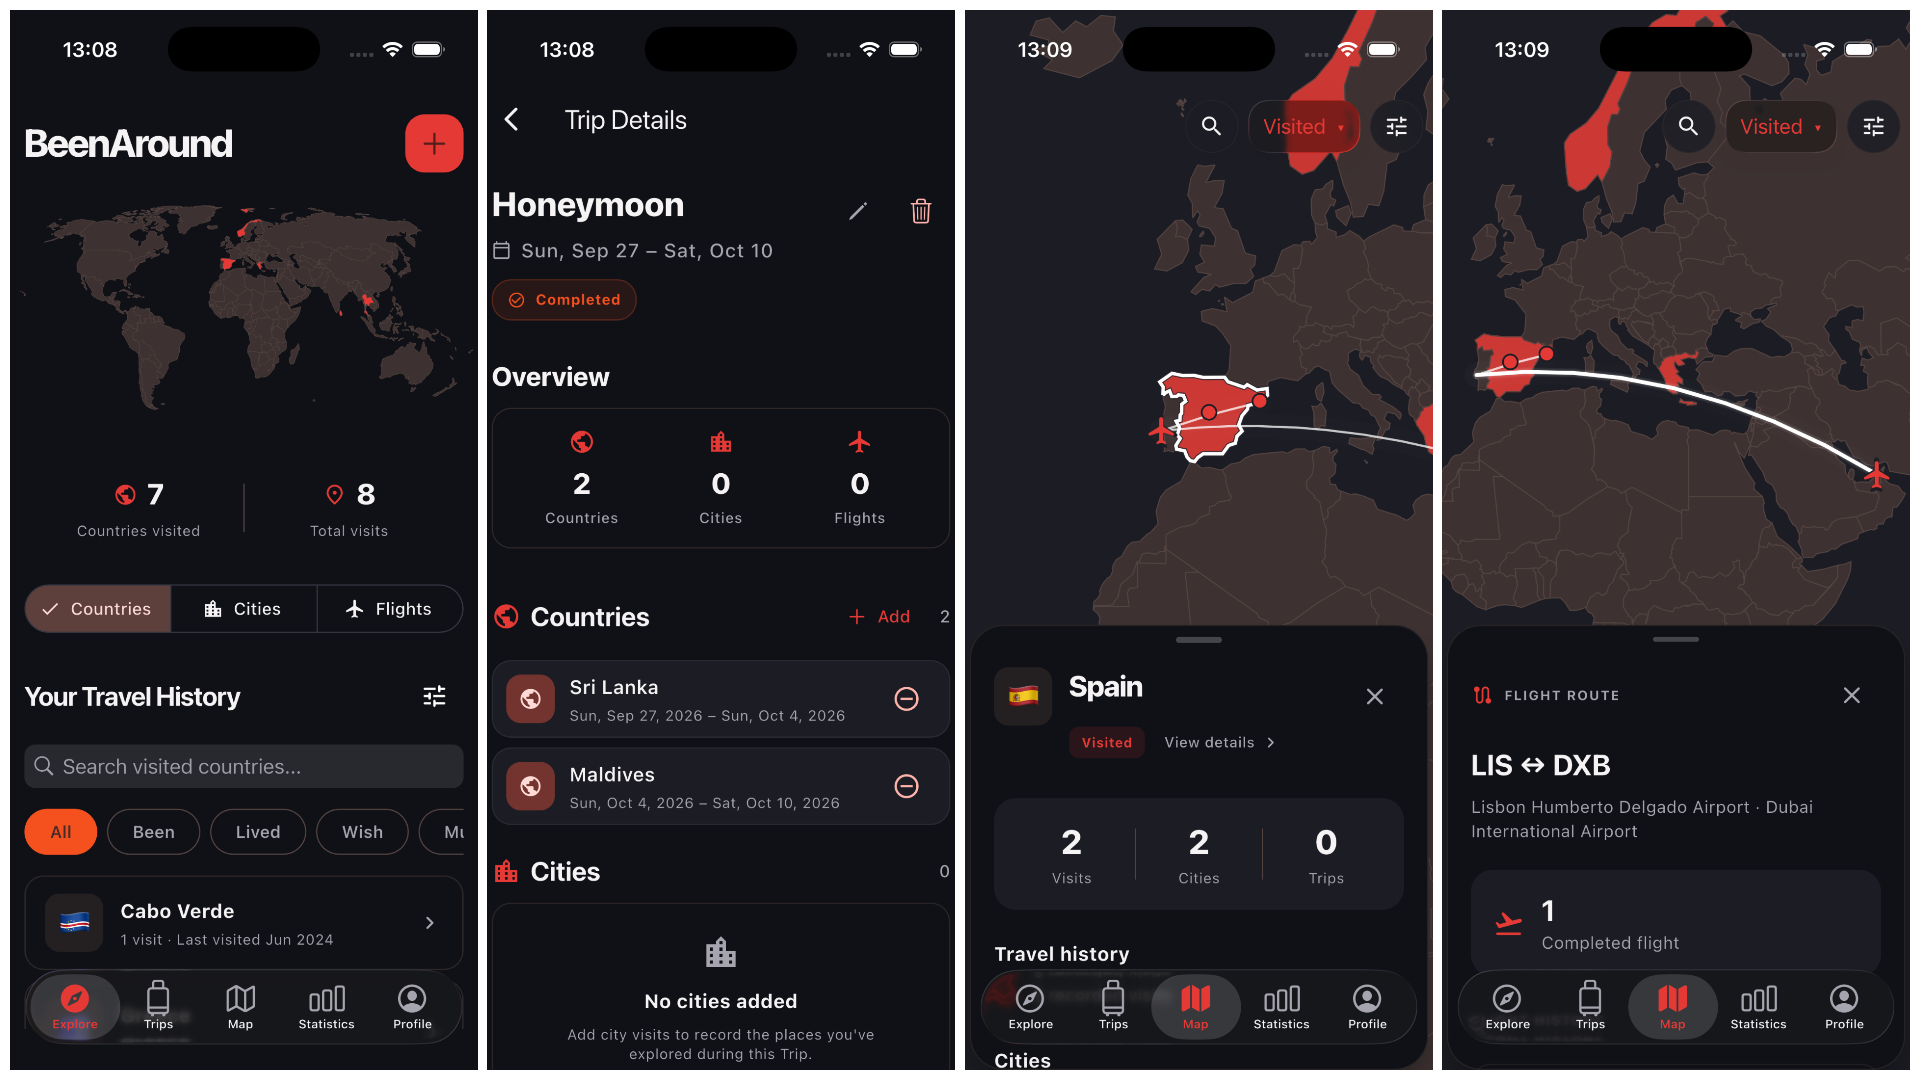 13:08
BeenAround
7
Countries visited
8
Total visits
Countries
Cities
Flights
Your Travel History
Search visited countries...
All
Been
Lived
Wish
Mu
Cabo Verde
1 visit · Last visited Jun 2024
Explore
Trips
Map
Statistics
Profile
13:08
Trip Details
Honeymoon
Sun, Sep 27 – Sat, Oct 10
Completed
Overview
2
Countries
0
Cities
0
Flights
Countries
Add
2
Sri Lanka
Sun, Sep 27, 2026 – Sun, Oct 4, 2026
Maldives
Sun, Oct 4, 2026 – Sat, Oct 10, 2026
Cities
0
No cities added
Add city visits to record the places you've
explored during this Trip.
13:09
Visited
Spain
Visited
View details
2
Visits
2
Cities
0
Trips
Travel history
Explore
Trips
Map
Statistics
Profile
Cities
13:09
Visited
FLIGHT ROUTE
LIS ↔ DXB
Lisbon Humberto Delgado Airport · Dubai
International Airport
1
Completed flight
Explore
Trips
Map
Statistics
Profile